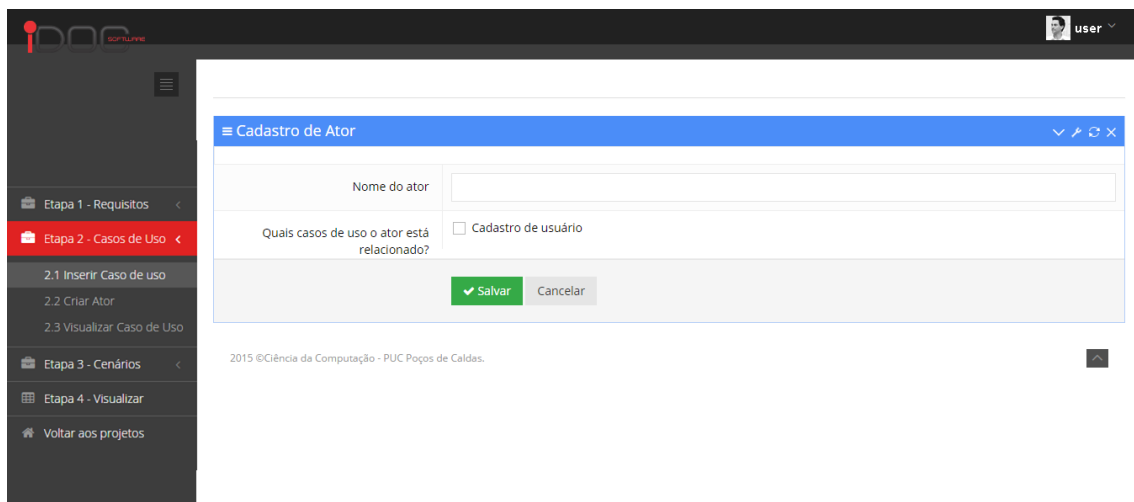 iDOC SOFTWARE
user
Cadastro de Ator
Nome do ator
Quais casos de uso o ator está
relacionado?
Cadastro de usuário
Salvar
Cancelar
Etapa 1 - Requisitos
Etapa 2 - Casos de Uso
2.1 Inserir Caso de uso
2.2 Criar Ator
2.3 Visualizar Caso de Uso
Etapa 3 - Cenários
Etapa 4 - Visualizar
Voltar aos projetos
2015 ©Ciência da Computação - PUC Poços de Caldas.